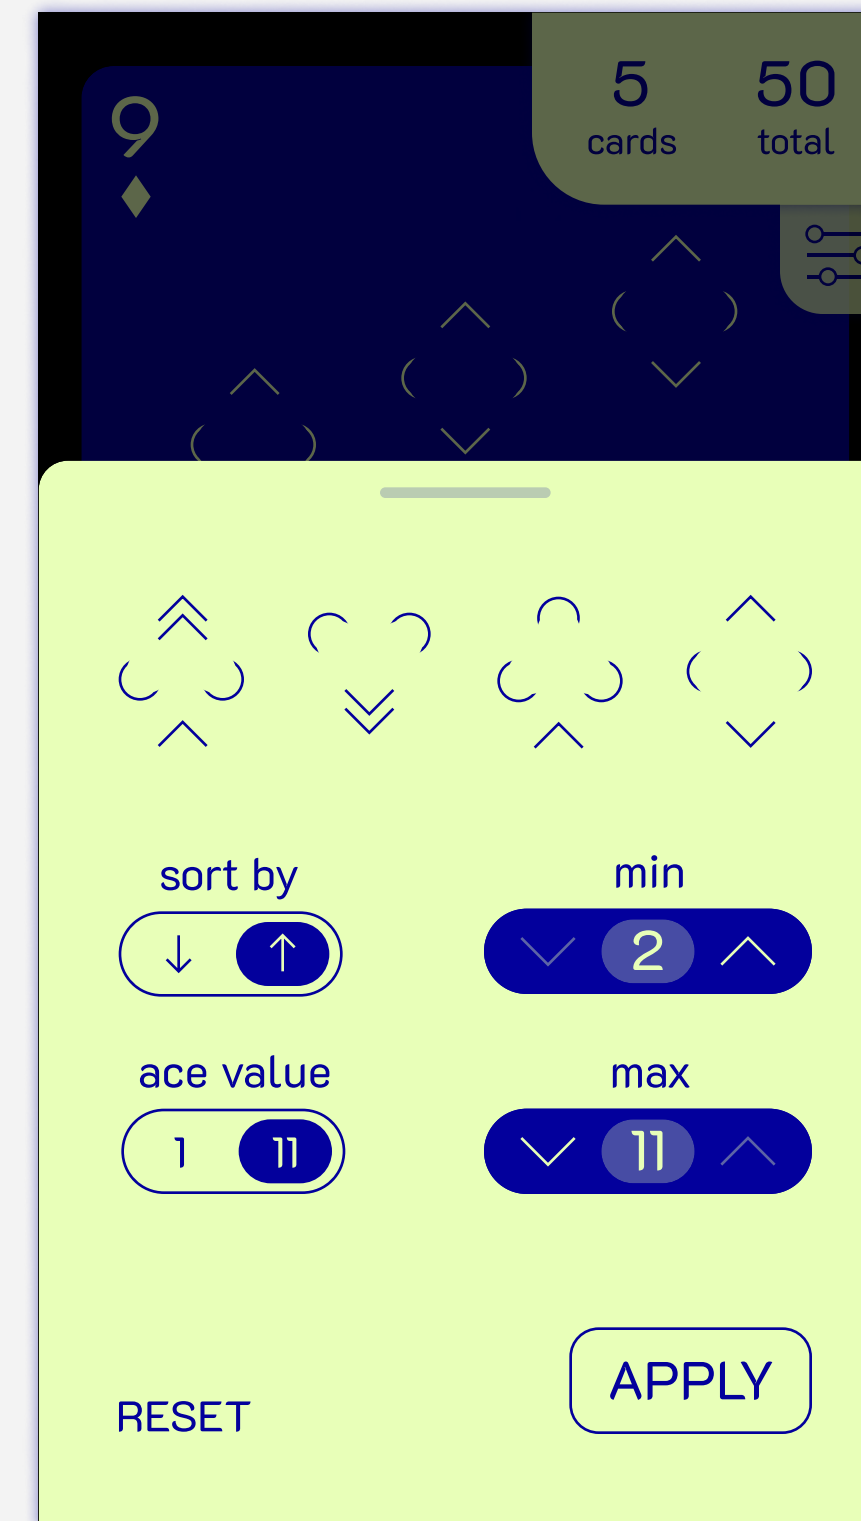 9
5 50
cards total
sort by min
2
ace value max
1 11 11
RESET APPLY